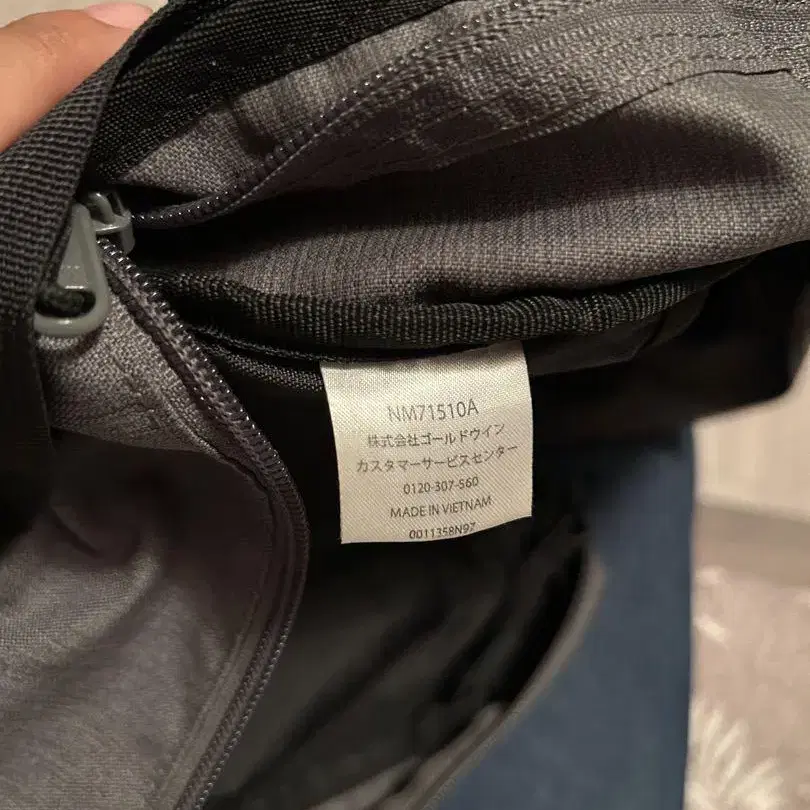 NM71510A
株式会社ゴールドウイン
カスタマーサービスセンター
0120-307-560
MADE IN VIETNAM
0011358N97